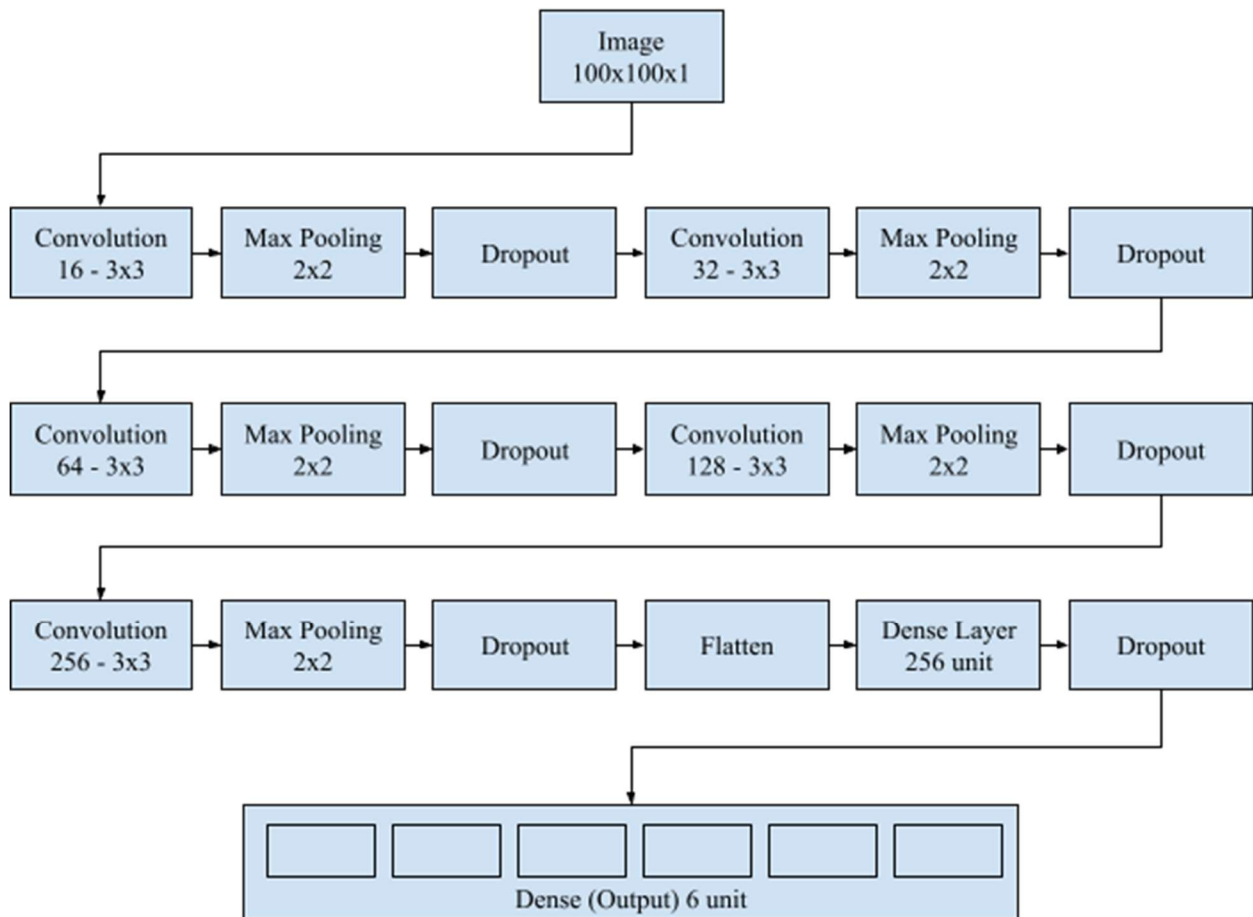 Image
100x100x1
Convolution
16 - 3x3
Max Pooling
2x2
Dropout
Convolution
32 - 3x3
Max Pooling
2x2
Dropout
Convolution
64 - 3x3
Max Pooling
2x2
Dropout
Convolution
128 - 3x3
Max Pooling
2x2
Dropout
Convolution
256 - 3x3
Max Pooling
2x2
Dropout
Flatten
Dense Layer
256 unit
Dropout
Dense (Output) 6 unit